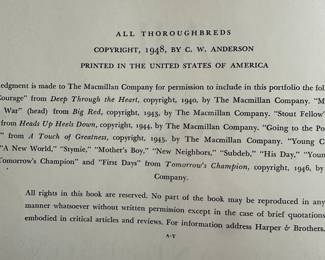 ALL THOROUGHBREDS
COPYRIGHT, 1948, BY C. W. ANDERSON
PRINTED IN THE UNITED STATES OF AMERICA
edgment is made to The Macmillan Company for permission to include in this portfolio the fol
ourage" from Deep Through the Heart, copyright, 1940, by The Macmillan Company. "M
War" (head) from Big Red, copyright, 1943, by The Macmillan Company. "Stout Fellow"
from Heads Up Heels Down, copyright, 1944, by The Macmillan Company. "Going to the Po
" from A Touch of Greatness, copyright, 1945, by The Macmillan Company. "Young C
"A New World," "Stymie," "Mother's Boy," "New Neighbors," "Subdeb," "His Day," "Young
Tomorrow's Champion" and "First Days" from Tomorrow's Champion, copyright, 1946, by
Company.
All rights in this book are reserved. No part of the book may be reproduced in any
manner whatsoever without written permission except in the case of brief quotations
embodied in critical articles and reviews. For information address Harper & Brothers.
A-Y